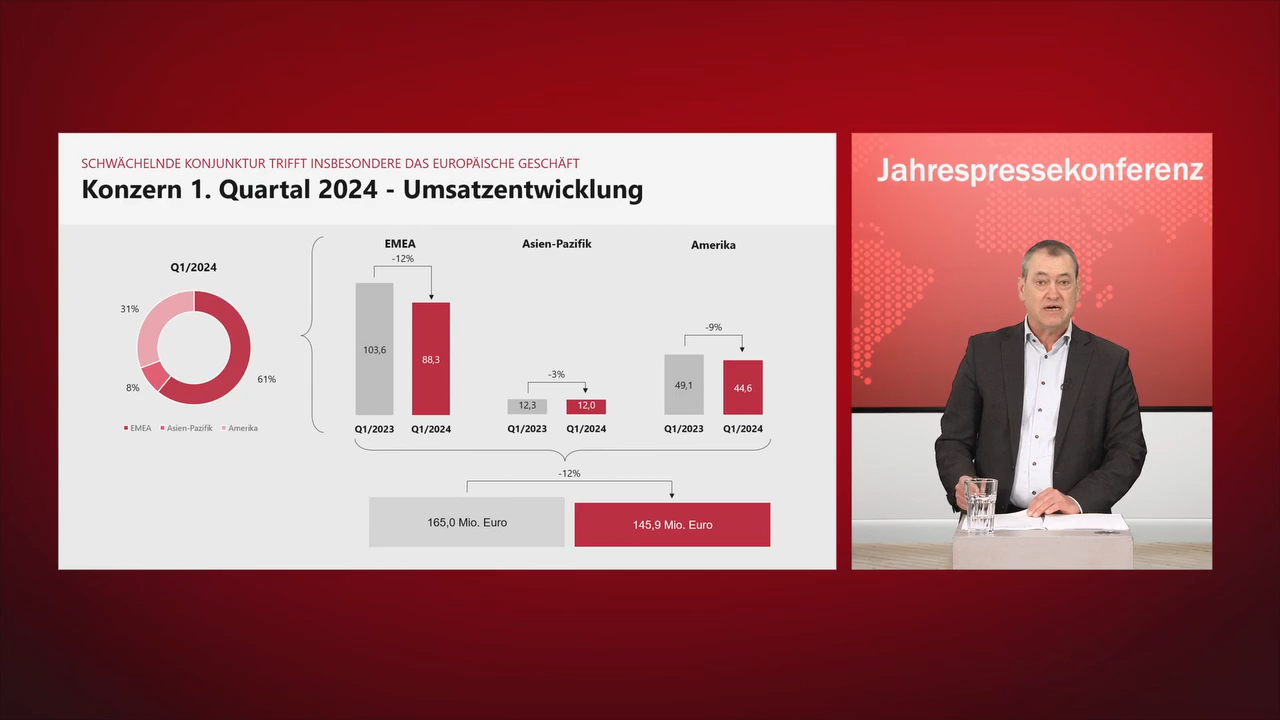 SCHWÄCHELNDE KONJUNKTUR TRIFFT INSBESONDERE DAS EUROPÄISCHE GESCHÄFT
Konzern 1. Quartal 2024 - Umsatzentwicklung
Q1/2024
31%
8%
61%
EMEA Asien-Pazifik Amerika
EMEA
-12%
103,6
88,3
Q1/2023 Q1/2024
Asien-Pazifik
-3%
12,3
12,0
Q1/2023 Q1/2024
Amerika
-9%
49,1
44,6
Q1/2023 Q1/2024
-12%
165,0 Mio. Euro
145,9 Mio. Euro
Jahrespressekonferenz